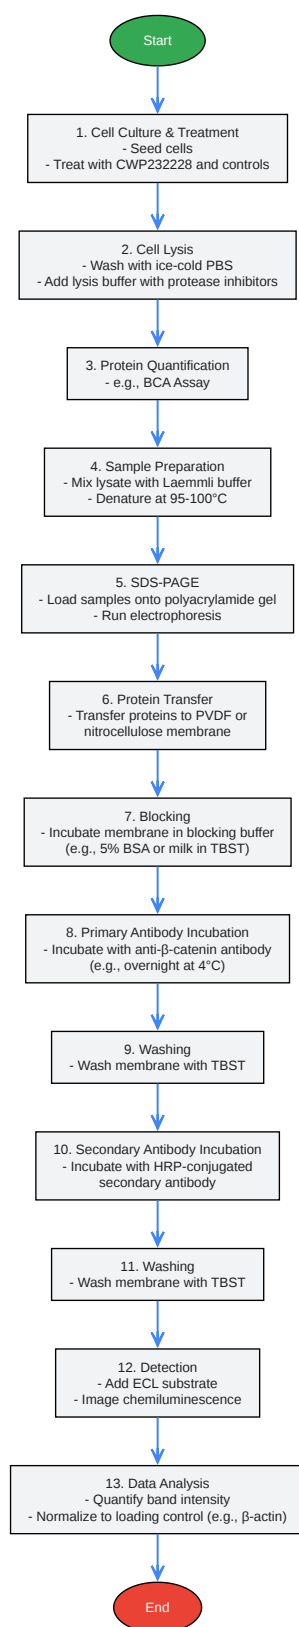 Start
1. Cell Culture & Treatment
- Seed cells
- Treat with CWP232228 and controls
2. Cell Lysis
- Wash with ice-cold PBS
- Add lysis buffer with protease inhibitors
3. Protein Quantification
- e.g., BCA Assay
4. Sample Preparation
- Mix lysate with Laemmli buffer
- Denature at 95-100°C
5. SDS-PAGE
- Load samples onto polyacrylamide gel
- Run electrophoresis
6. Protein Transfer
- Transfer proteins to PVDF or
nitrocellulose membrane
7. Blocking
- Incubate membrane in blocking buffer
(e.g., 5% BSA or milk in TBST)
8. Primary Antibody Incubation
- Incubate with anti-β-catenin antibody
(e.g., overnight at 4°C)
9. Washing
- Wash membrane with TBST
10. Secondary Antibody Incubation
- Incubate with HRP-conjugated
secondary antibody
11. Washing
- Wash membrane with TBST
12. Detection
- Add ECL substrate
- Image chemiluminescence
13. Data Analysis
- Quantify band intensity
- Normalize to loading control (e.g., β-actin)
End